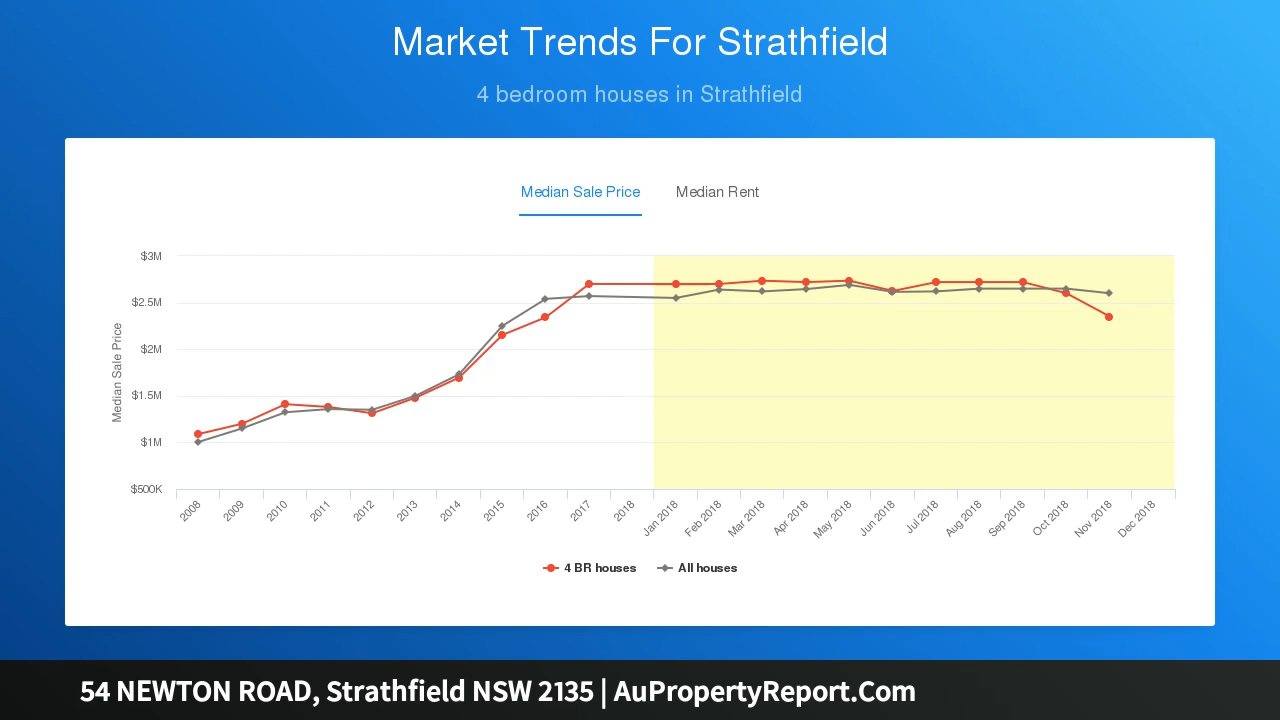 Market Trends For Strathfield
4 bedroom houses in Strathfield
Median Sale Price Median Rent
$3M
$2.5M
$2M
$1.5M
$1M
$500K
Median Sale Price
2008 2009 2010 2011 2012 2013 2014 2015 2016 2017 2018 Jan 2018 Feb 2018 Mar 2018 Apr 2018 May 2018 Jun 2018 Jul 2018 Aug 2018 Sep 2018 Oct 2018 Nov 2018 Dec 2018
4 BR houses All houses
54 NEWTON ROAD, Strathfield NSW 2135 | AuPropertyReport.Com